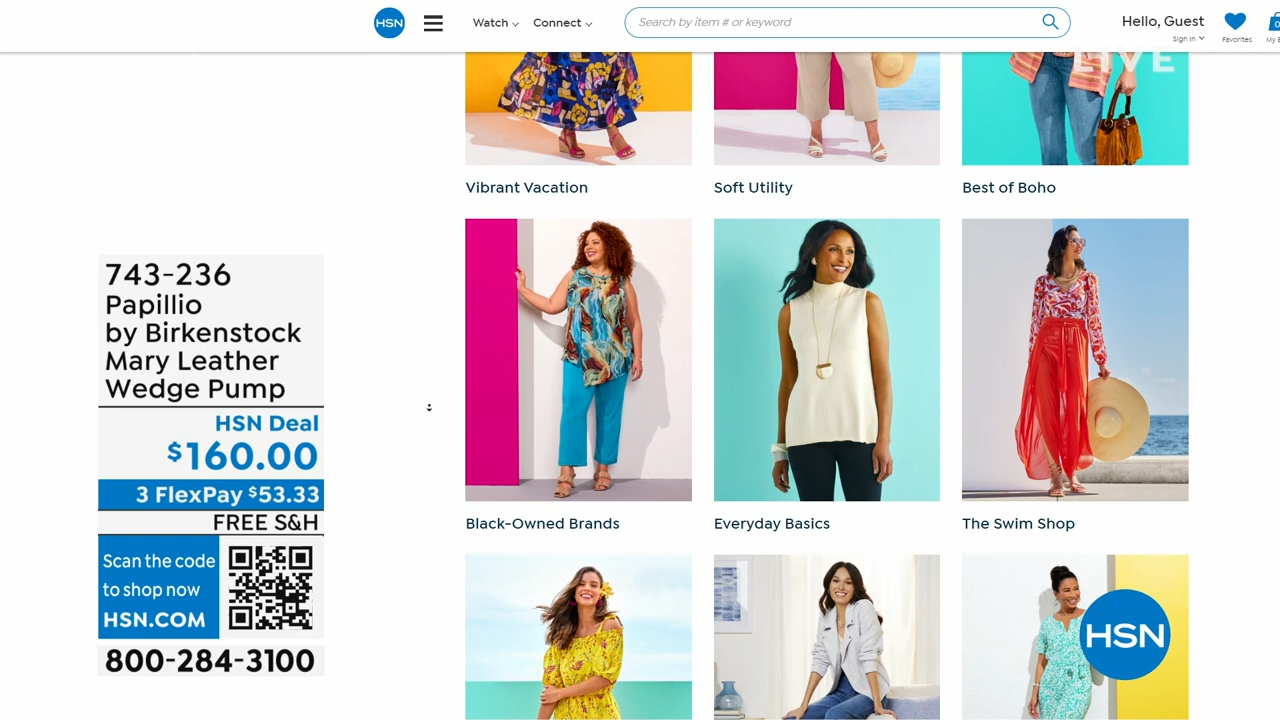 HSN
Watch
Connect
Search by item # or keyword
Hello, Guest
Sign In
Favorites
0
LIVE
Vibrant Vacation
Soft Utility
Best of Boho
743-236
Papillio
by Birkenstock
Mary Leather
Wedge Pump
HSN Deal
$160.00
3 FlexPay $53.33
FREE S&H
Scan the code
to shop now
HSN.COM
800-284-3100
Black-Owned Brands
Everyday Basics
The Swim Shop
HSN